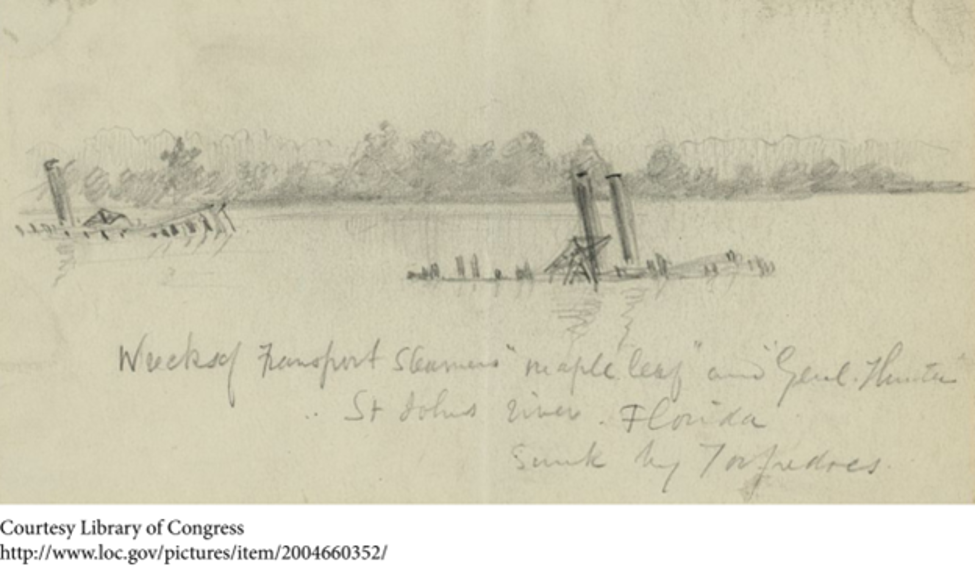 Wrecks of Transport Steamers "maple leaf" and "Genl. Hunter
.. St Johns river. Florida
Sunk by Torpedoes.
Courtesy Library of Congress
http://www.loc.gov/pictures/item/2004660352/